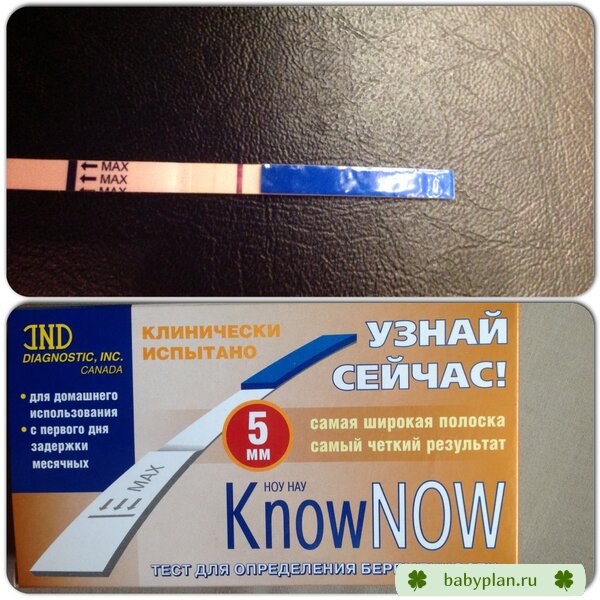 MAX
MAX
MAX
IND
DIAGNOSTIC, INC.
CANADA
• для домашнего
использования
• с первого дня
задержки
месячных
КЛИНИЧЕСКИ
ИСПЫТАНО
УЗНАЙ
СЕЙЧАС!
5
мм
самая широкая полоска
самый четкий результат
MAX
НОУ НАУ
KnowNOW
ТЕСТ ДЛЯ ОПРЕДЕЛЕНИЯ
babyplan.ru